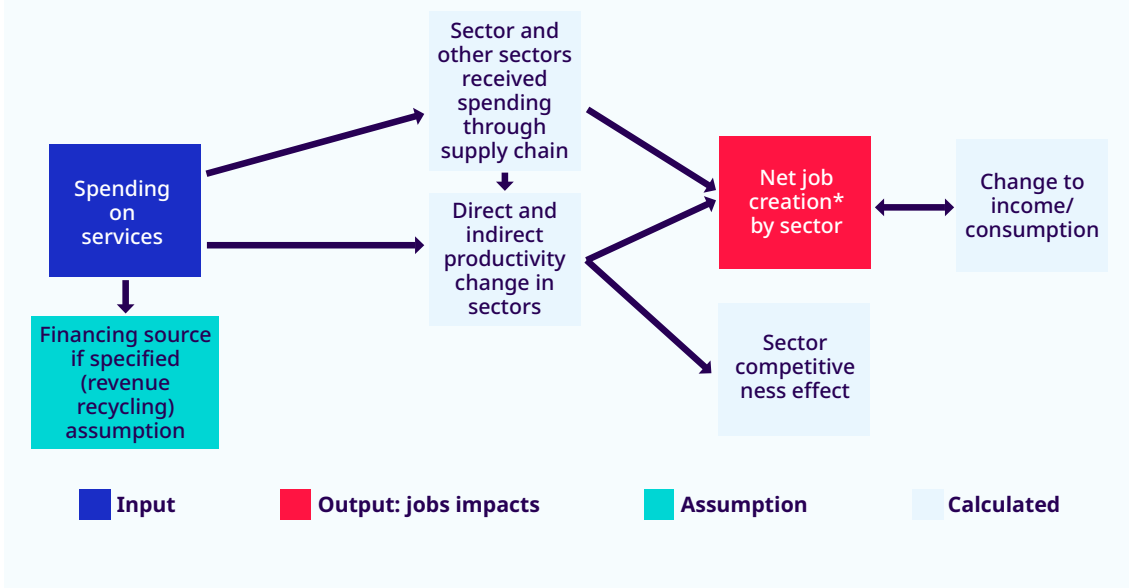 Sector and
other sectors
received
spending
through
supply chain
Spending
on
services
Net job
creation*
by sector
Change to
income/
consumption
Direct and
indirect
productivity
change in
sectors
Financing source
if specified
(revenue
recycling)
assumption
Sector
competitive
ness effect
Input
Output: jobs impacts
Assumption
Calculated